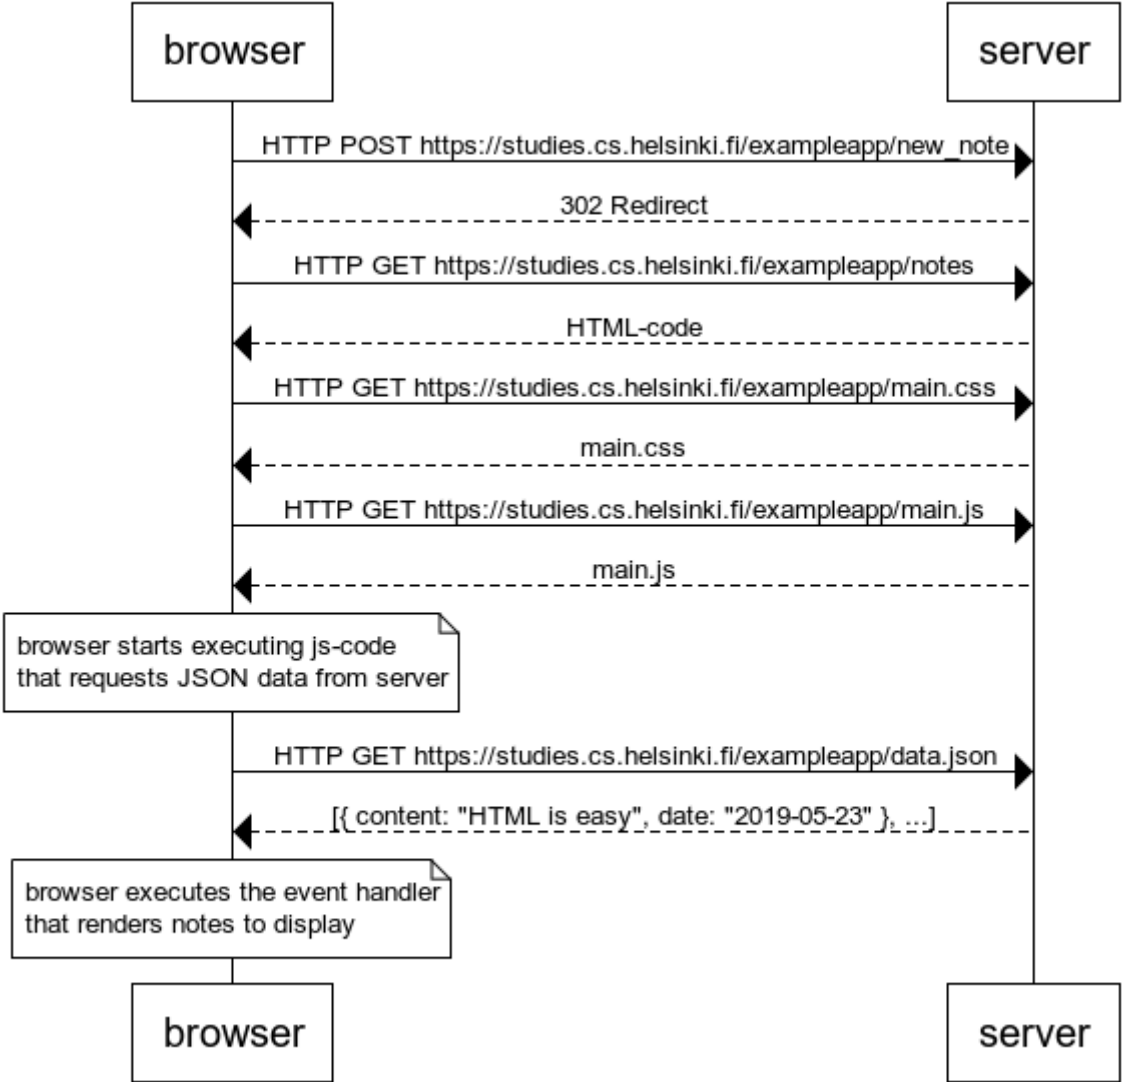 browser
server
HTTP POST https://studies.cs.helsinki.fi/exampleapp/new_note
302 Redirect
HTTP GET https://studies.cs.helsinki.fi/exampleapp/notes
HTML-code
HTTP GET https://studies.cs.helsinki.fi/exampleapp/main.css
main.css
HTTP GET https://studies.cs.helsinki.fi/exampleapp/main.js
main.js
browser starts executing js-code
that requests JSON data from server
HTTP GET https://studies.cs.helsinki.fi/exampleapp/data.json
[{ content: "HTML is easy", date: "2019-05-23" }, ...]
browser executes the event handler
that renders notes to display
browser
server